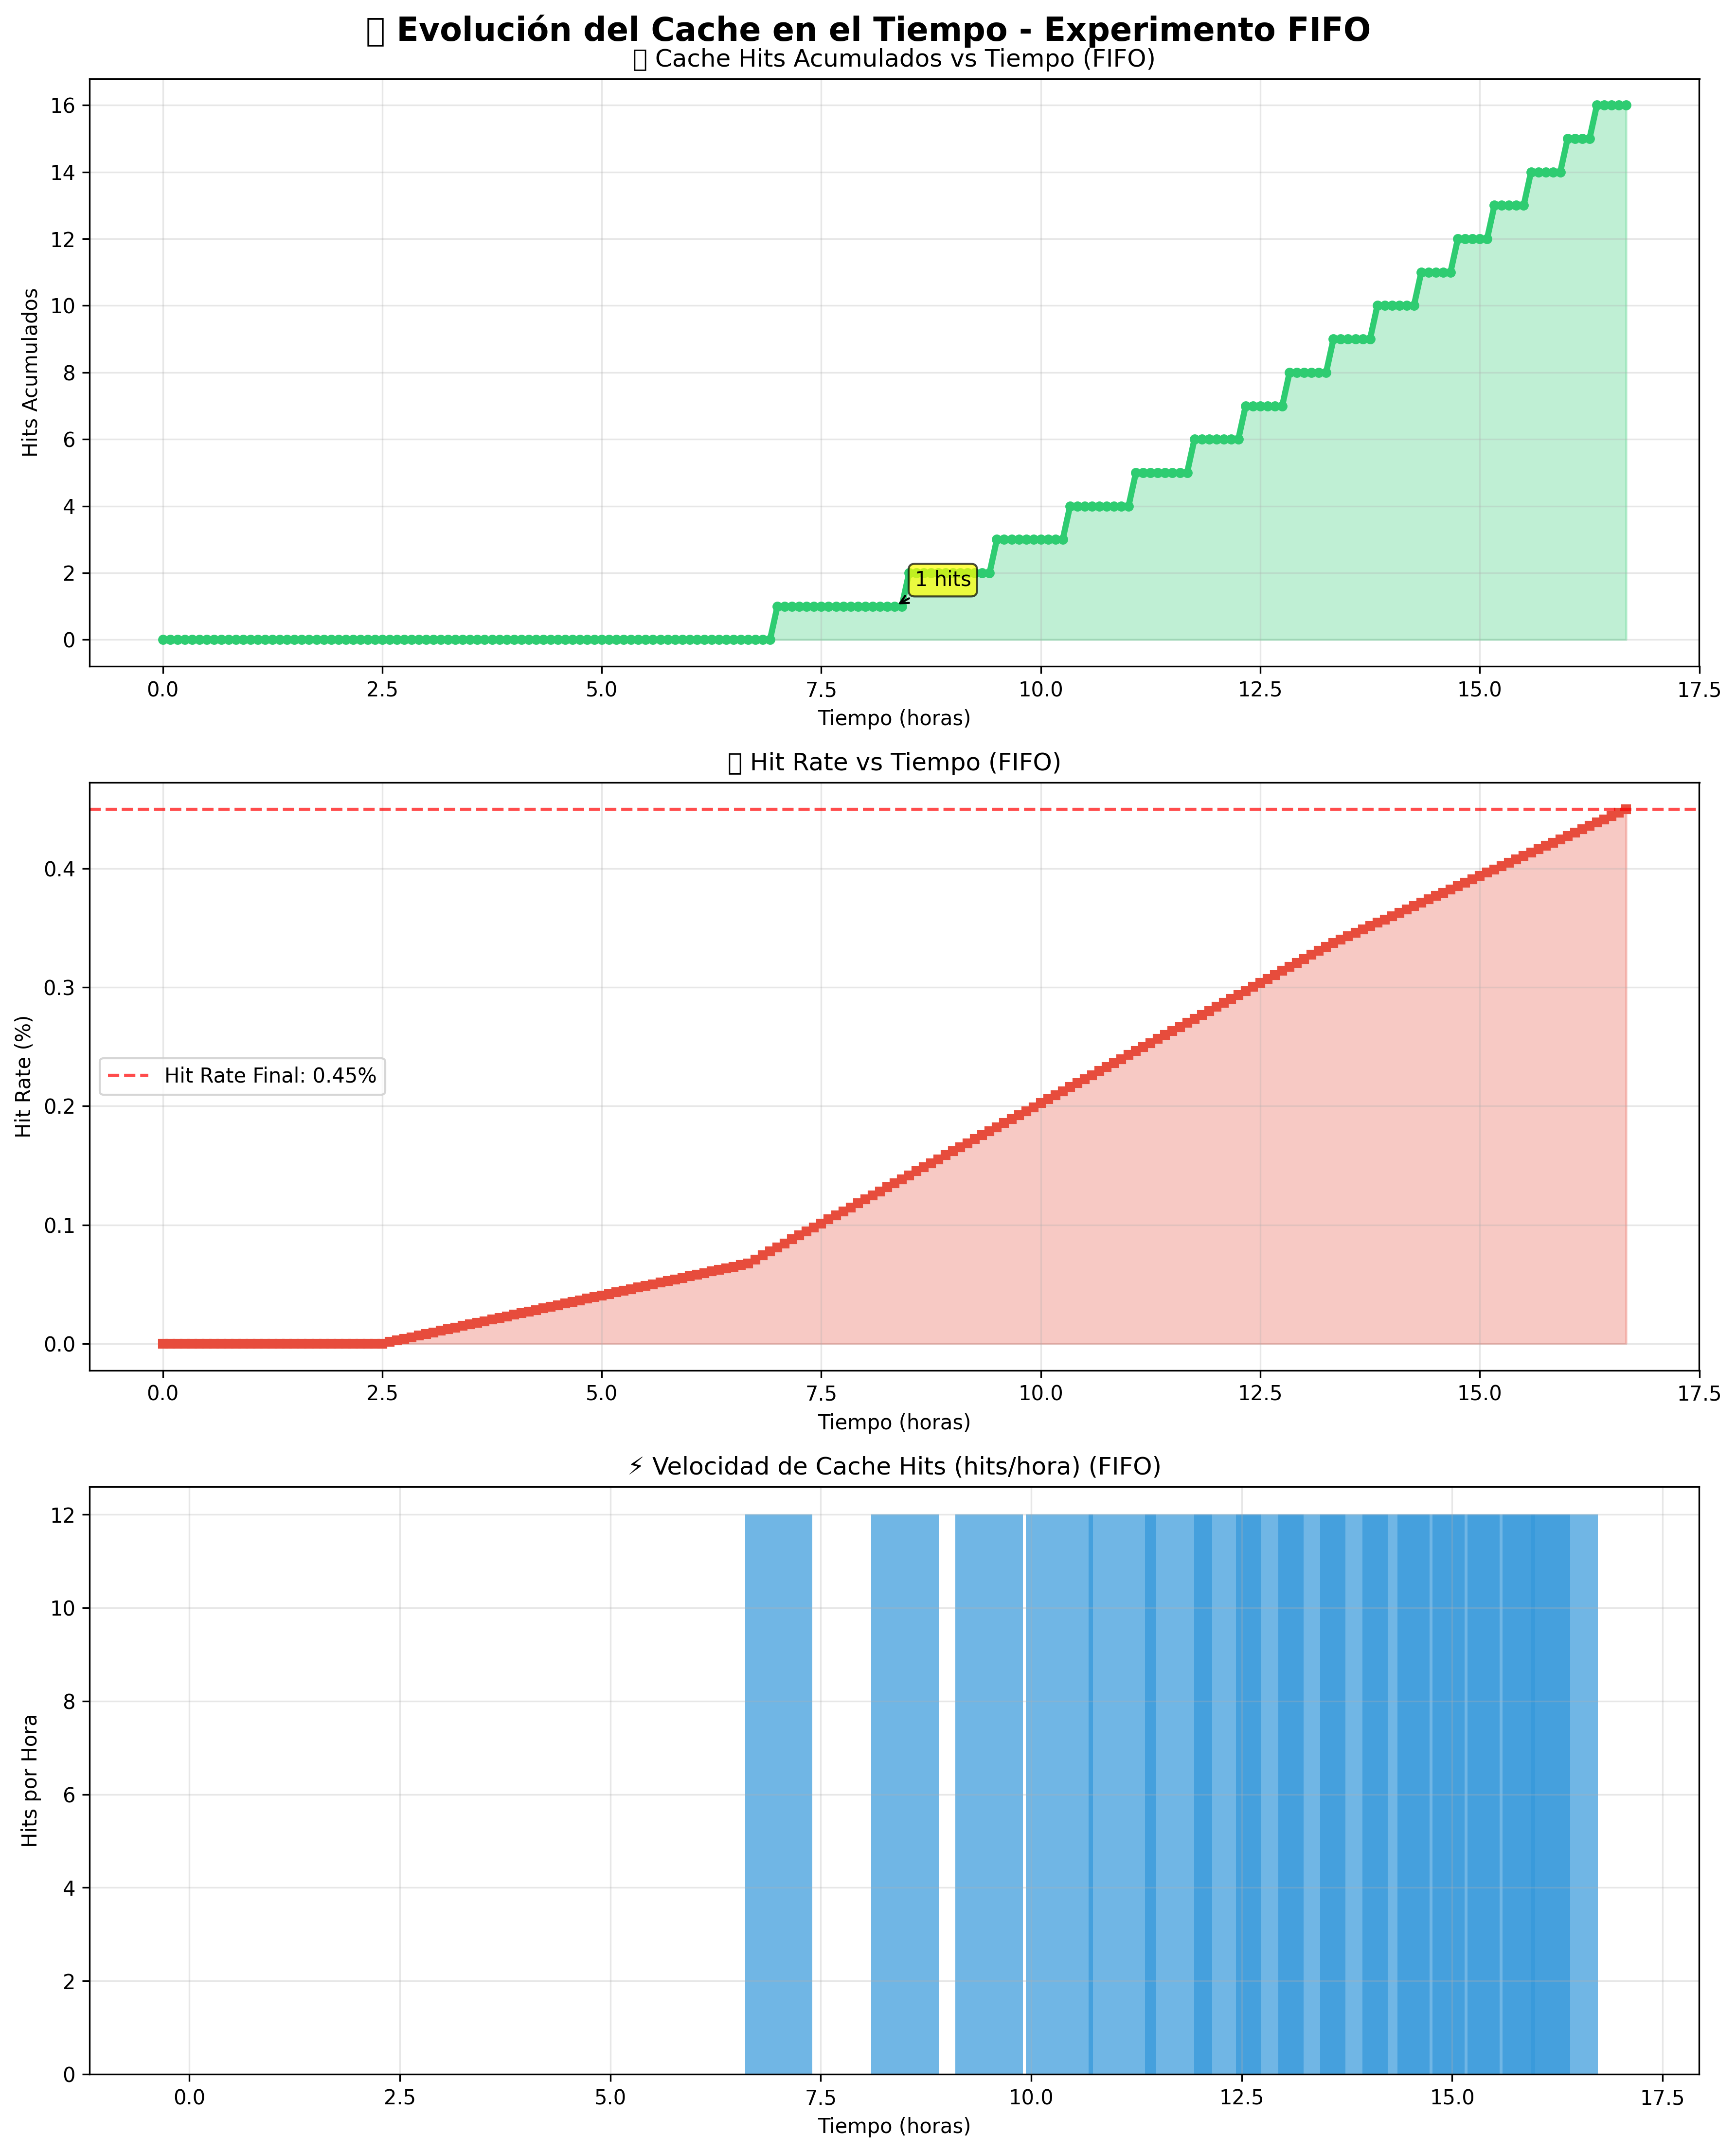 Evolución del Cache en el Tiempo - Experimento FIFO
Cache Hits Acumulados vs Tiempo (FIFO)
Hits Acumulados
16
14
12
10
8
6
4
2
0
1 hits
0.0 2.5 5.0 7.5 10.0 12.5 15.0 17.5
Tiempo (horas)
Hit Rate vs Tiempo (FIFO)
Hit Rate (%)
0.4
0.3
0.2
0.1
0.0
Hit Rate Final: 0.45%
0.0 2.5 5.0 7.5 10.0 12.5 15.0 17.5
Tiempo (horas)
⚡ Velocidad de Cache Hits (hits/hora) (FIFO)
Hits por Hora
12
10
8
6
4
2
0
0.0 2.5 5.0 7.5 10.0 12.5 15.0 17.5
Tiempo (horas)